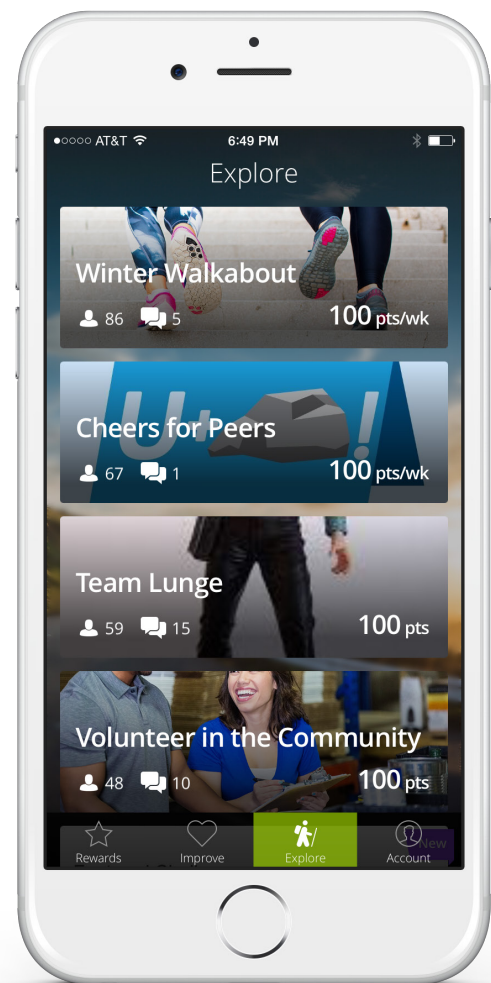 AT&T 6:49 PM
Explore
Winter Walkabout
86 5 100 pts/wk
U+ !
Cheers for Peers
67 1 100 pts/wk
Team Lunge
59 15 100 pts
Volunteer in the Community
48 10 100 pts
New
Rewards Improve Explore Account